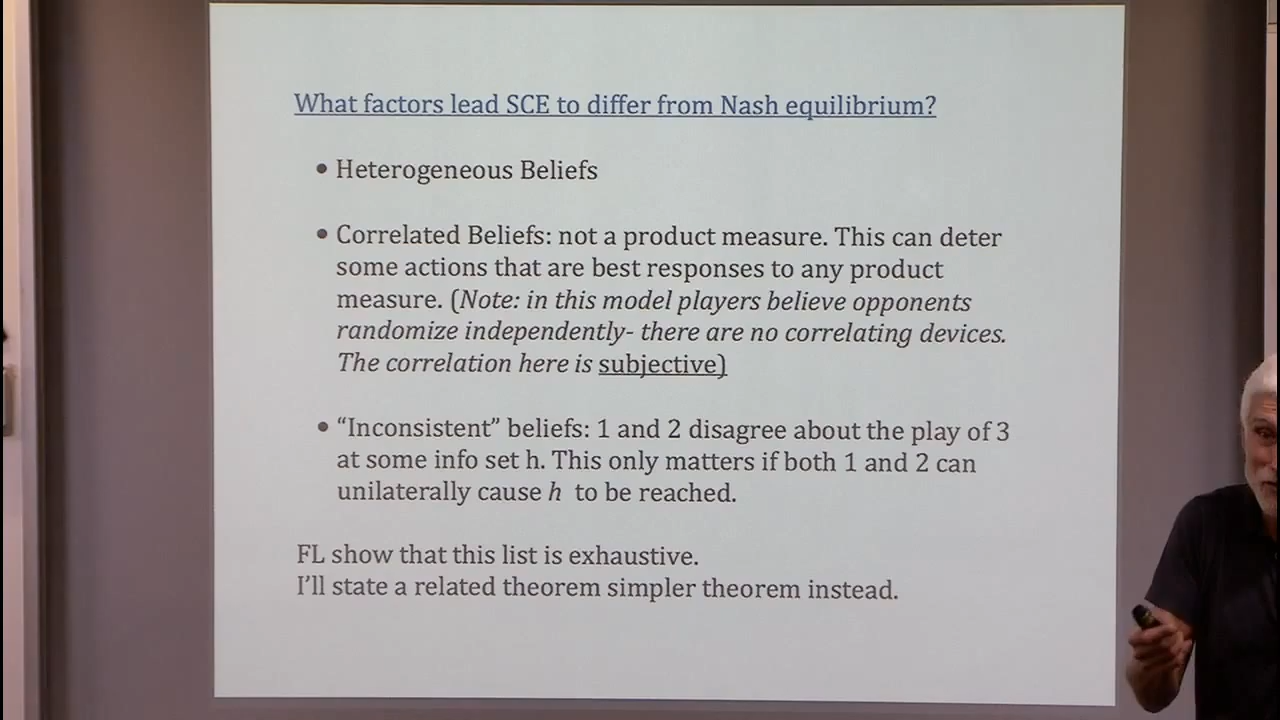 What factors lead SCE to differ from Nash equilibrium?
• Heterogeneous Beliefs
• Correlated Beliefs: not a product measure. This can deter
some actions that are best responses to any product
measure. (Note: in this model players believe opponents
randomize independently- there are no correlating devices.
The correlation here is subjective)
• “Inconsistent” beliefs: 1 and 2 disagree about the play of 3
at some info set h. This only matters if both 1 and 2 can
unilaterally cause h to be reached.
FL show that this list is exhaustive.
I’ll state a related theorem simpler theorem instead.